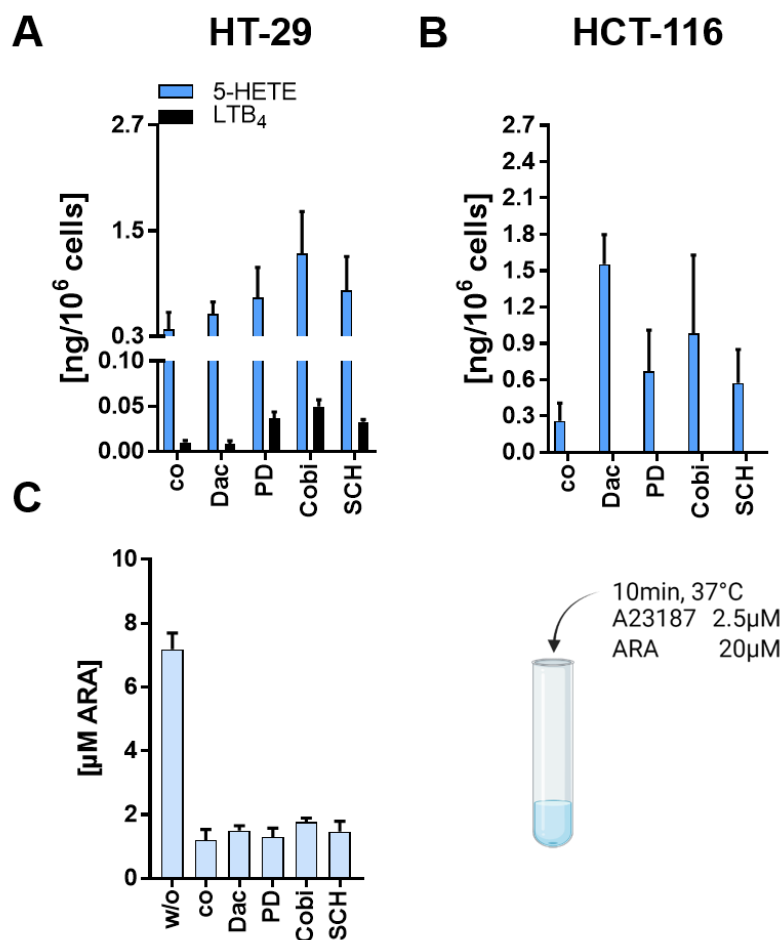 A
HT-29
5-HETE
LTB4
[ng/10^6 cells]
2.7
1.5
0.3
0.10
0.05
0.00
co
Dac
PD
Cobi
SCH
B
HCT-116
[ng/10^6 cells]
2.7
2.4
2.1
1.8
1.5
1.2
0.9
0.6
0.3
0.0
co
Dac
PD
Cobi
SCH
C
[µM ARA]
10
8
6
4
2
0
w/o
co
Dac
PD
Cobi
SCH
10min, 37°C
A23187 2.5µM
ARA 20µM